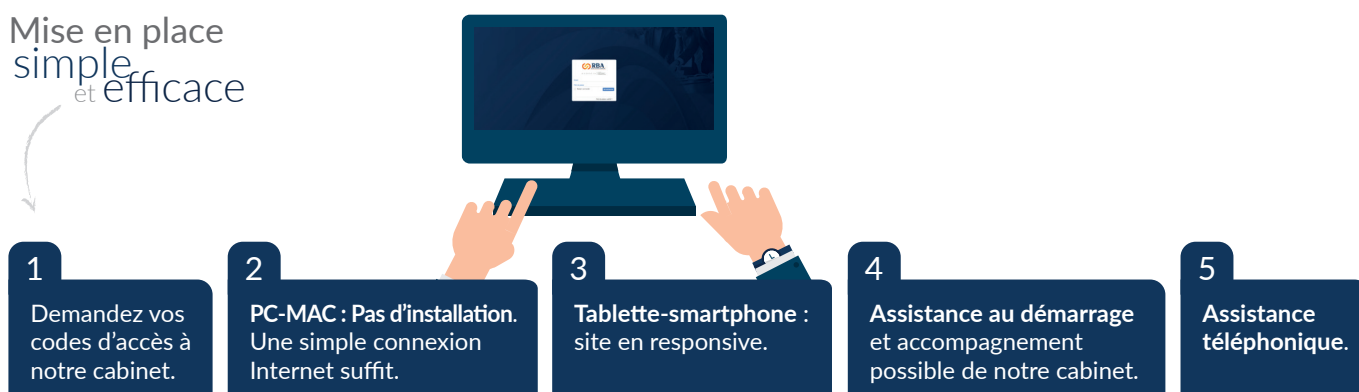 Mise en place
simple
et efficace
RBA
1
Demandez vos
codes d'accès à
notre cabinet.
2
PC-MAC : Pas d'installation.
Une simple connexion
Internet suffit.
3
Tablette-smartphone :
site en responsive.
4
Assistance au démarrage
et accompagnement
possible de notre cabinet.
5
Assistance
téléphonique.